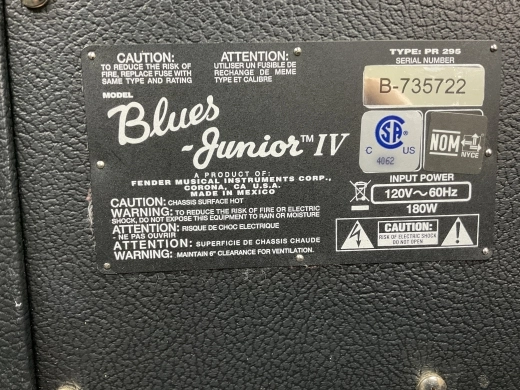 CAUTION:
TO REDUCE THE RISK OF
FIRE, REPLACE FUSE WITH
SAME TYPE AND RATING
ATTENTION:
UTILISER UN FUSIBLE DE
RECHANGE DE MEME
TYPE ET CALIBRE
TYPE: PR 295
SERIAL NUMBER
B-735722
MODEL
Blues
-Junior™ IV
C US
4062
NOM
NYCE
A PRODUCT OF:
FENDER MUSICAL INSTRUMENTS CORP.,
CORONA, CA U.S.A.
MADE IN MEXICO
INPUT POWER
120V~60Hz
180W
CAUTION: CHASSIS SURFACE HOT
WARNING: TO REDUCE THE RISK OF FIRE OR ELECTRIC
SHOCK, DO NOT EXPOSE THIS EQUIPMENT TO RAIN OR MOISTURE
ATTENTION: RISQUE DE CHOC ELECTRIQUE
- NE PAS OUVRIR
ATTENTION: SUPERFICIE DE CHASSIS CHAUDE
WARNING: MAINTAIN 6" CLEARANCE FOR VENTILATION.
CAUTION:
RISK OF ELECTRIC SHOCK
DO NOT OPEN